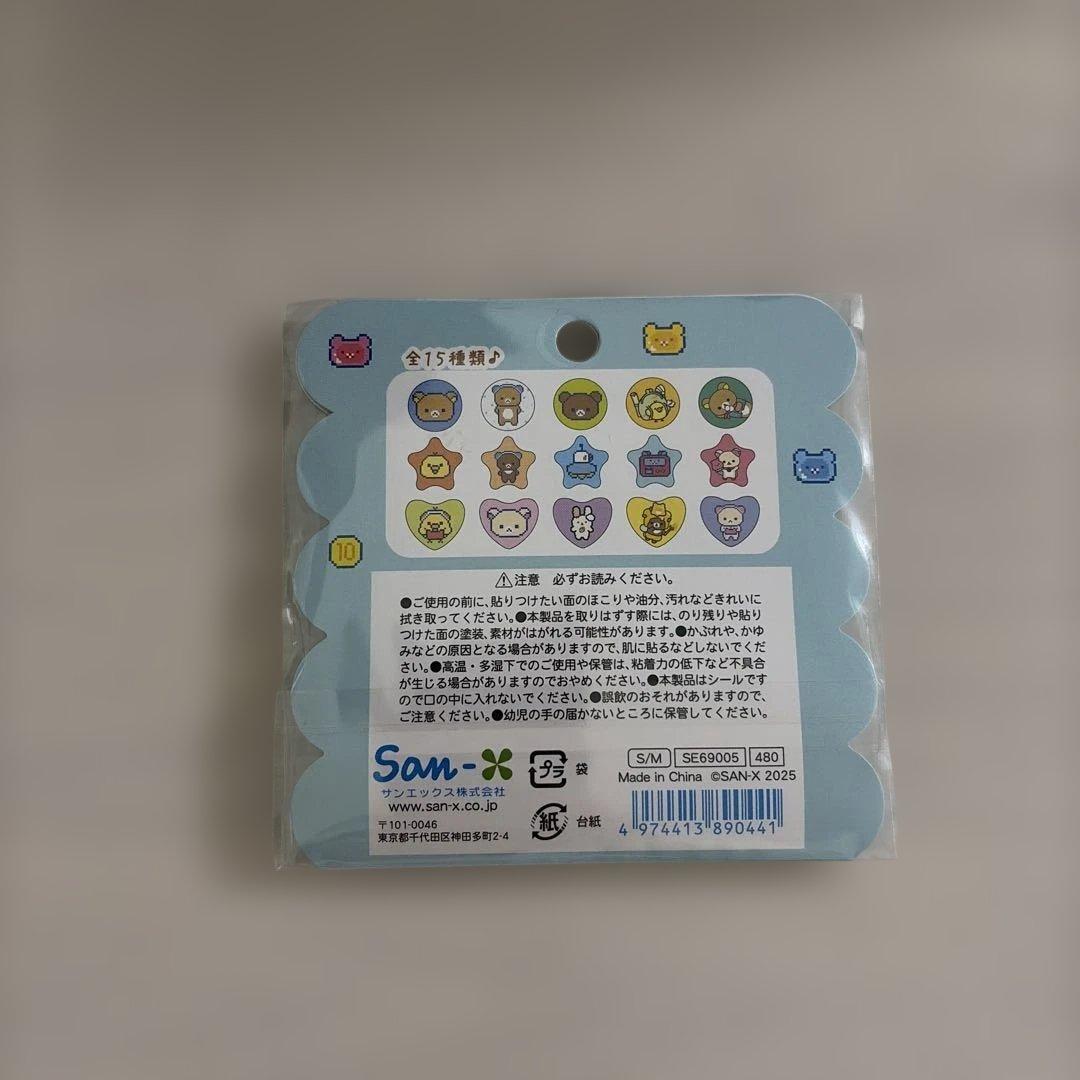 全15種類♪
10
⚠注意 必ずお読みください。
●ご使用の前に、貼りつけたい面のほこりや油分、汚れなどきれいに
拭き取ってください。●本製品を取りはずす際には、のり残りや貼り
つけた面の塗装、素材がはがれる可能性があります。●かぶれや、かゆ
みなどの原因となる場合がありますので、肌に貼るなどしないでくだ
さい。●高温・多湿下でのご使用や保管は、粘着力の低下など不具合
が生じる場合がありますのでおやめください。●本製品はシールです
ので口の中に入れないでください。●誤飲のおそれがありますので、
ご注意ください。●幼児の手の届かないところに保管してください。
San-X
サンエックス株式会社
www.san-x.co.jp
〒101-0046
東京都千代田区神田多町2-4
プラ 袋
紙 台紙
S/M SE69005 480
Made in China ©SAN-X 2025
4 974413 890441